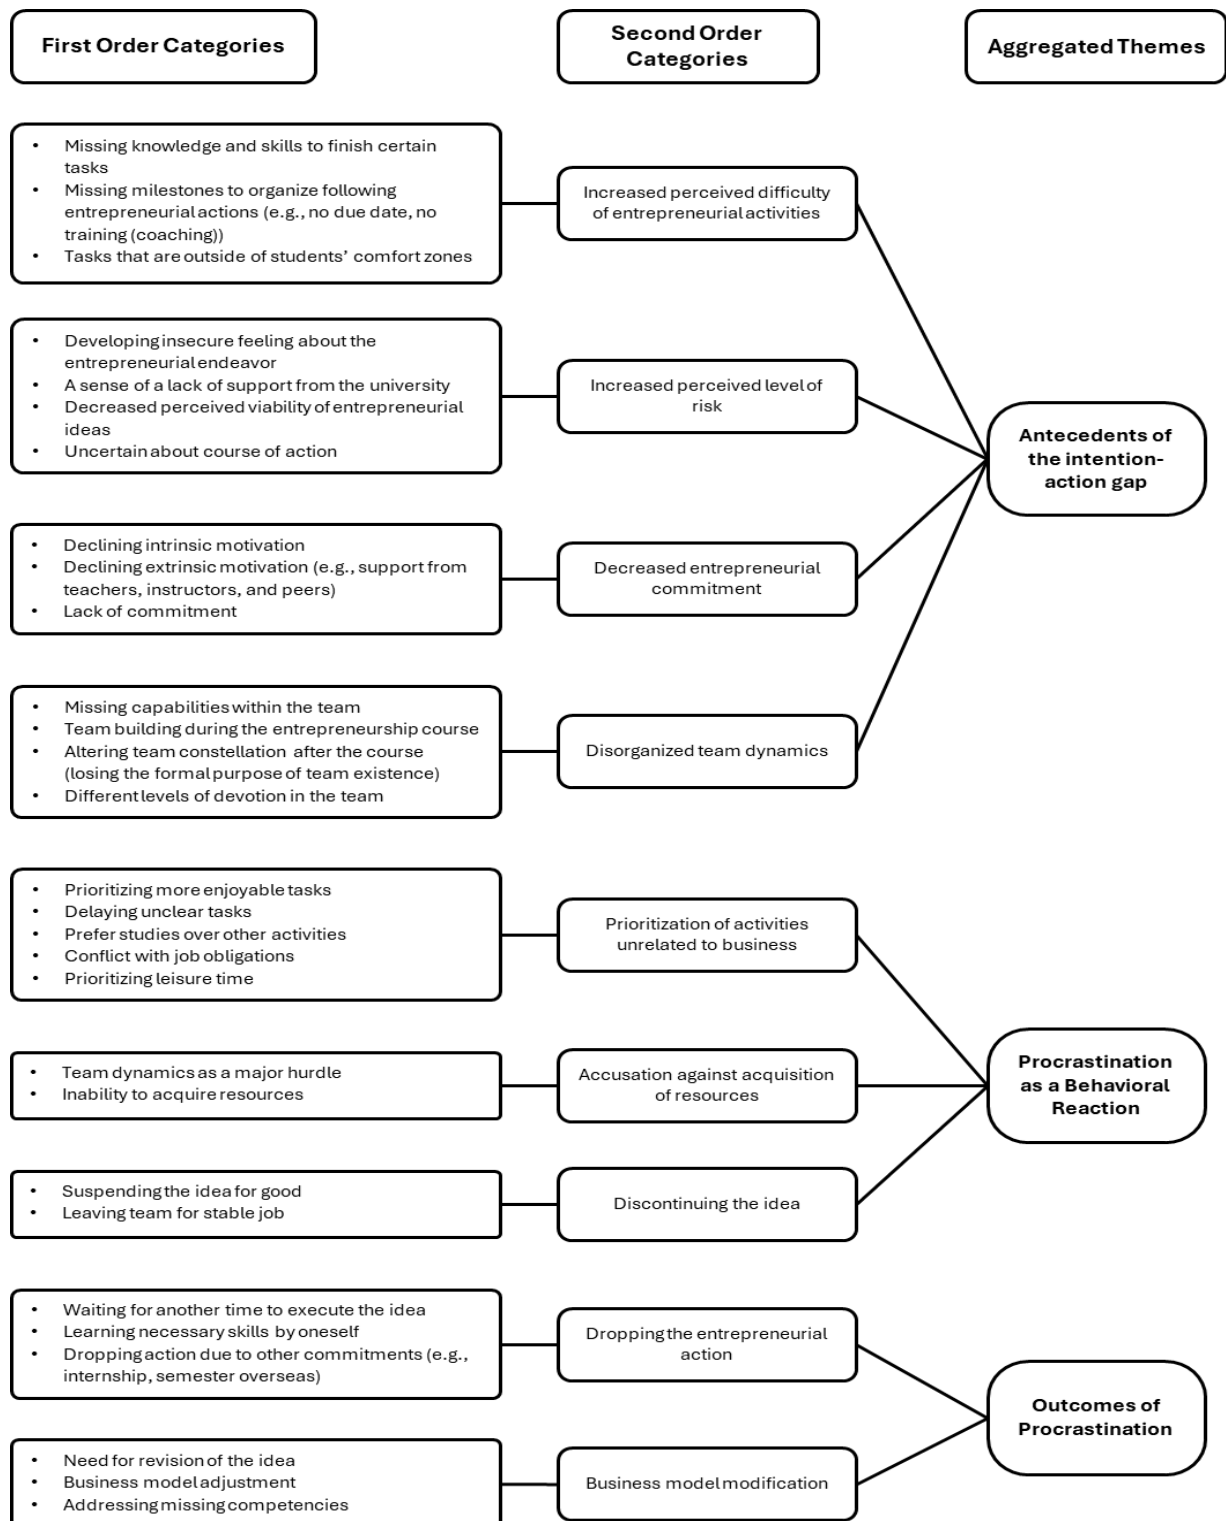 First Order Categories
Second Order
Categories
Aggregated Themes
• Missing knowledge and skills to finish certain
tasks
• Missing milestones to organize following
entrepreneurial actions (e.g., no due date, no
training (coaching))
• Tasks that are outside of students’ comfort zones
Increased perceived difficulty
of entrepreneurial activities
• Developing insecure feeling about the
entrepreneurial endeavor
• A sense of a lack of support from the university
• Decreased perceived viability of entrepreneurial
ideas
• Uncertain about course of action
Increased perceived level of
risk
• Declining intrinsic motivation
• Declining extrinsic motivation (e.g., support from
teachers, instructors, and peers)
• Lack of commitment
Decreased entrepreneurial
commitment
• Missing capabilities within the team
• Team building during the entrepreneurship course
• Altering team constellation after the course
(losing the formal purpose of team existence)
• Different levels of devotion in the team
Disorganized team dynamics
Antecedents of
the intention-
action gap
• Prioritizing more enjoyable tasks
• Delaying unclear tasks
• Prefer studies over other activities
• Conflict with job obligations
• Prioritizing leisure time
Prioritization of activities
unrelated to business
• Team dynamics as a major hurdle
• Inability to acquire resources
Accusation against acquisition
of resources
• Suspending the idea for good
• Leaving team for stable job
Discontinuing the idea
Procrastination
as a Behavioral
Reaction
• Waiting for another time to execute the idea
• Learning necessary skills by oneself
• Dropping action due to other commitments (e.g.,
internship, semester overseas)
Dropping the entrepreneurial
action
• Need for revision of the idea
• Business model adjustment
• Addressing missing competencies
Business model modification
Outcomes of
Procrastination